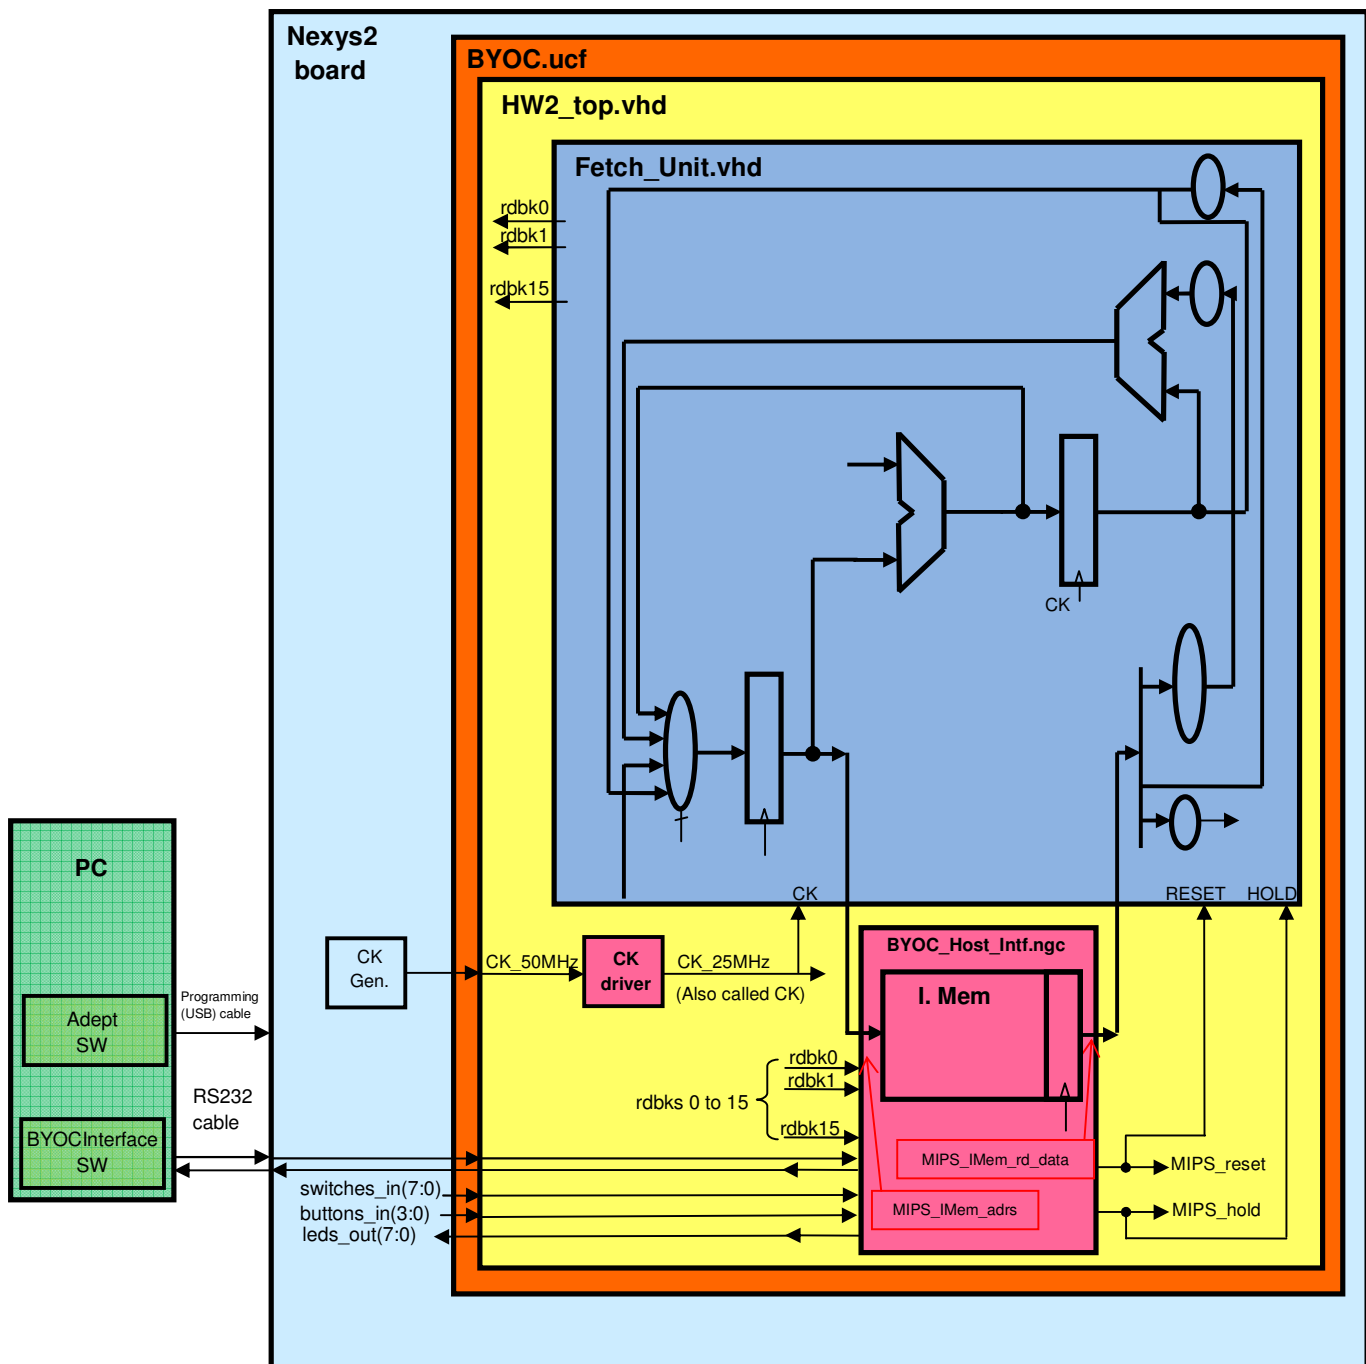 Nexys2
board
BYOC.ucf
HW2_top.vhd
Fetch_Unit.vhd
rdbk0
rdbk1
rdbk15
CK
CK
RESET
HOLD
PC
Adept
SW
BYOCInterface
SW
Programming
(USB) cable
RS232
cable
CK
Gen.
CK_50MHz
CK
driver
CK_25MHz
(Also called CK)
BYOC_Host_Intf.ngc
I. Mem
rdbk0
rdbk1
rdbks 0 to 15
rdbk15
MIPS_IMem_rd_data
MIPS_reset
MIPS_IMem_adrs
MIPS_hold
switches_in(7:0)
buttons_in(3:0)
leds_out(7:0)